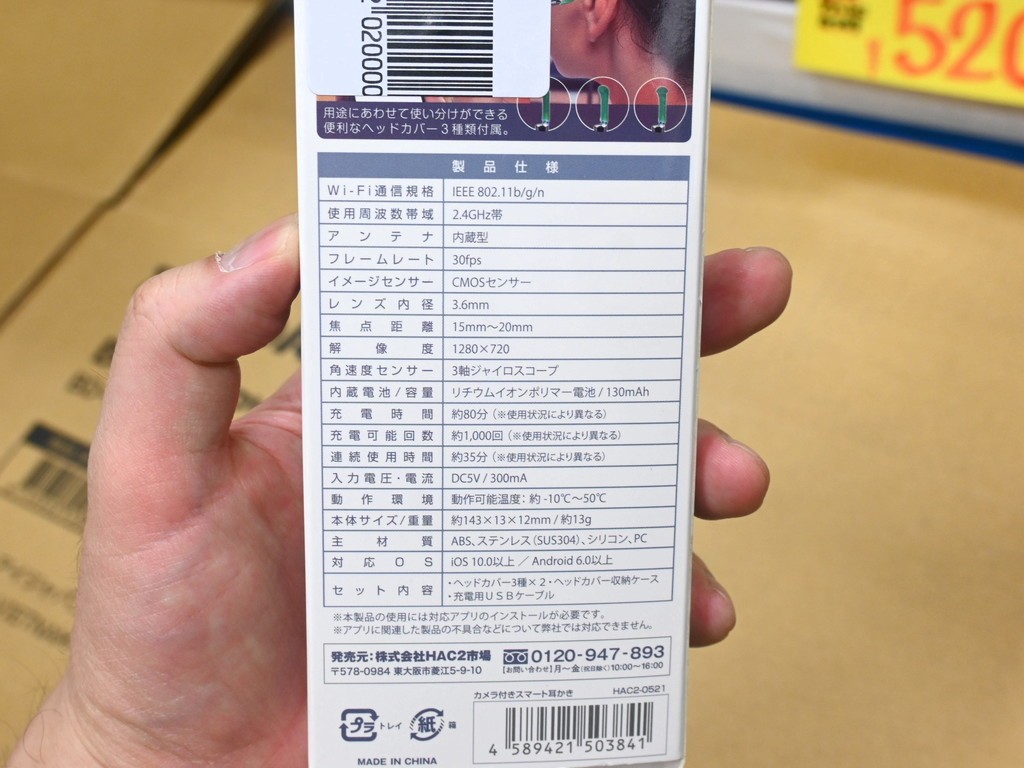 020000
520
用途にあわせて使い分けができる
便利なヘッドカバー3種類付属。
製品仕様
Wi-Fi通信規格 IEEE 802.11b/g/n
使用周波数帯域 2.4GHz帯
アンテナ 内蔵型
フレームレート 30fps
イメージセンサー CMOSセンサー
レンズ内径 3.6mm
焦点距離 15mm～20mm
解像度 1280×720
角速度センサー 3軸ジャイロスコープ
内蔵電池/容量 リチウムイオンポリマー電池 / 130mAh
充電時間 約80分（※使用状況により異なる）
充電可能回数 約1,000回（※使用状況により異なる）
連続使用時間 約35分（※使用状況により異なる）
入力電圧・電流 DC5V / 300mA
動作環境 動作可能温度：約 -10℃～50℃
本体サイズ/重量 約143×13×12mm / 約13g
主材質 ABS、ステンレス（SUS304）、シリコン、PC
対応OS iOS 10.0以上 ／ Android 6.0以上
セット内容 ・ヘッドカバー3種×2・ヘッドカバー収納ケース
・充電用USBケーブル
※本製品の使用には対応アプリのインストールが必要です。
※アプリに関連した製品の不具合などについて弊社では対応できません。
発売元：株式会社HAC2市場
〒578-0984 東大阪市菱江5-9-10
0120-947-893
【お問い合わせ】月～金（祝日除く）10:00～16:00
カメラ付きスマート耳かき HAC2-0521
プラ トレイ 紙 箱
4 589421 503841
MADE IN CHINA